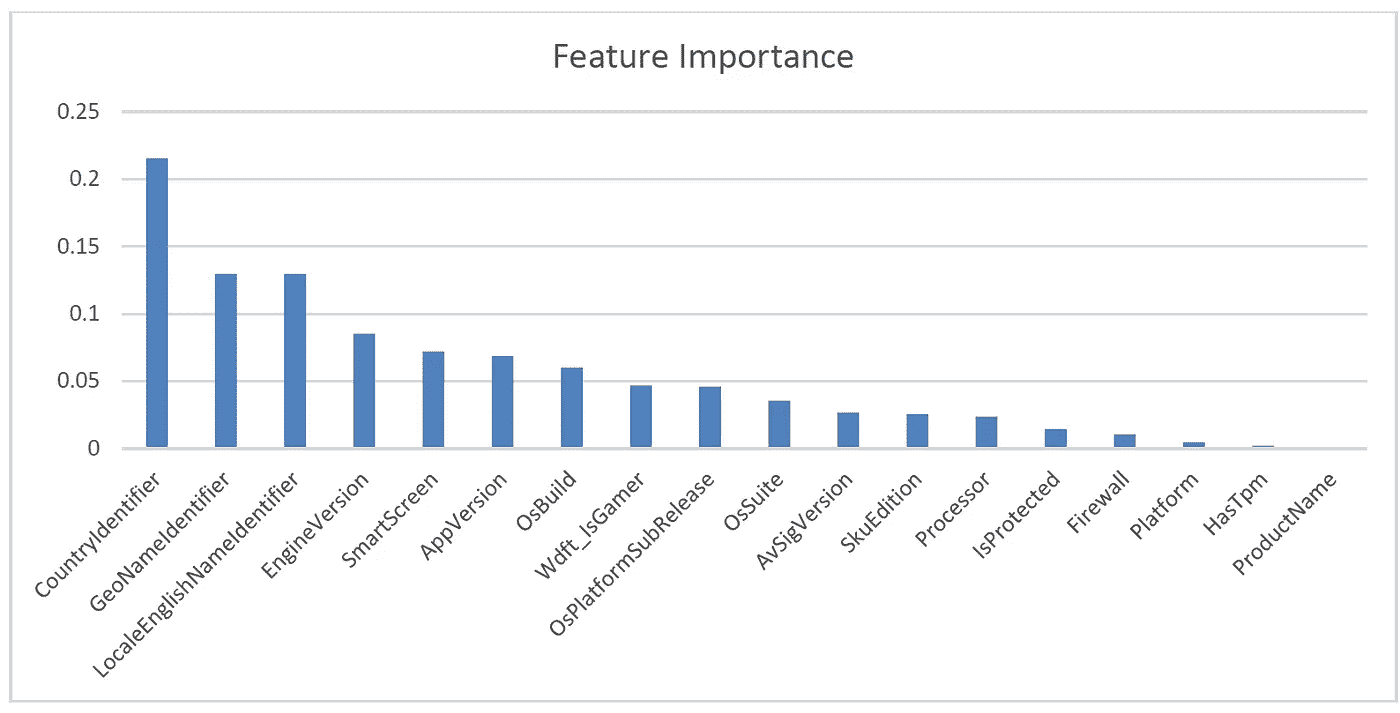 Feature Importance
0.25
0.2
0.15
0.1
0.05
0
CountryIdentifier
GeoNameIdentifier
LocaleEnglishNameIdentifier
EngineVersion
SmartScreen
AppVersion
OsBuild
Wdft_IsGamer
OsPlatformSubRelease
OsSuite
AvSigVersion
SkuEdition
Processor
IsProtected
Firewall
Platform
HasTpm
ProductName